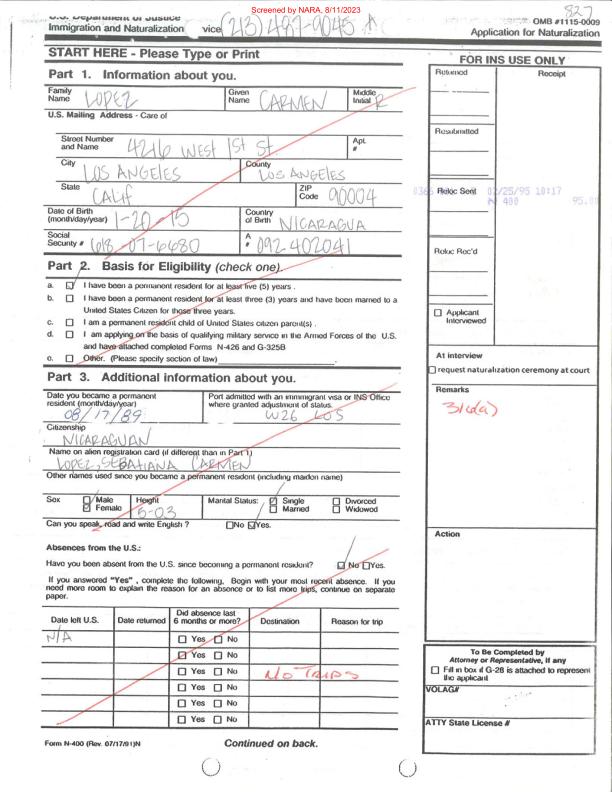 Screened by NARA, 8/11/2023
827
U.S. Department of Justice
Immigration and Naturalization vice (213) 487-9045
OMB #1115-0009
Application for Naturalization
START HERE - Please Type or Print
FOR INS USE ONLY
Part 1. Information about you.
Family Name LOPEZ Given Name CARMEN Middle Initial R
U.S. Mailing Address - Care of
Street Number and Name 4216 WEST 1st St. Apt. #
City LOS ANGELES County LOS ANGELES
State CALIF ZIP Code 90004
Date of Birth (month/day/year) 1-20-15 Country of Birth NICARAGUA
Social Security # 618-07-6680 A # 092-402041
Part 2. Basis for Eligibility (check one).
a. I have been a permanent resident for at least five (5) years .
b. I have been a permanent resident for at least three (3) years and have been married to a
United States Citizen for those three years.
c. I am a permanent resident child of United States citizen parent(s) .
d. I am applying on the basis of qualifying military service in the Armed Forces of the U.S.
and have attached completed Forms N-426 and G-325B
e. Other. (Please specify section of law)
Part 3. Additional information about you.
Date you became a permanent resident (month/day/year) 08/17/89
Port admitted with an immigrant visa or INS Office where granted adjustment of status. W26 LOS
Citizenship
NICARAGUAN
Name on alien registration card (if different than in Part 1)
LOPEZ, SEBATIANA CARMEN
Other names used since you became a permanent resident (including maiden name)
Sex Male Female Height 5-03 Marital Status: Single Married Divorced Widowed
Can you speak, read and write English ? No Yes.
Absences from the U.S.:
Have you been absent from the U.S. since becoming a permanent resident? No Yes.
If you answered "Yes" , complete the following, Begin with your most recent absence. If you
need more room to explain the reason for an absence or to list more trips, continue on separate
paper.
Date left U.S. Date returned Did absence last 6 months or more? Destination Reason for trip
N/A Yes No
Yes No
Yes No NO TRIPS
Yes No
Yes No
Yes No
Form N-400 (Rev. 07/17/91)N
Continued on back.
Returned Receipt
Resubmitted
Reloc Sent
/25/95 10:17
N 400 95.00
Reloc Rec'd
Applicant Interviewed
At interview
request naturalization ceremony at court
Remarks
316(a)
Action
To Be Completed by
Attorney or Representative, if any
Fill in box if G-28 is attached to represent
the applicant
VOLAG#
ATTY State License #